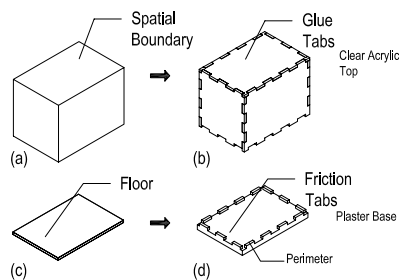 Spatial
Boundary
Glue
Tabs
Clear Acrylic
Top
(a)
(b)
Floor
Friction
Tabs
Plaster Base
Perimeter
(c)
(d)